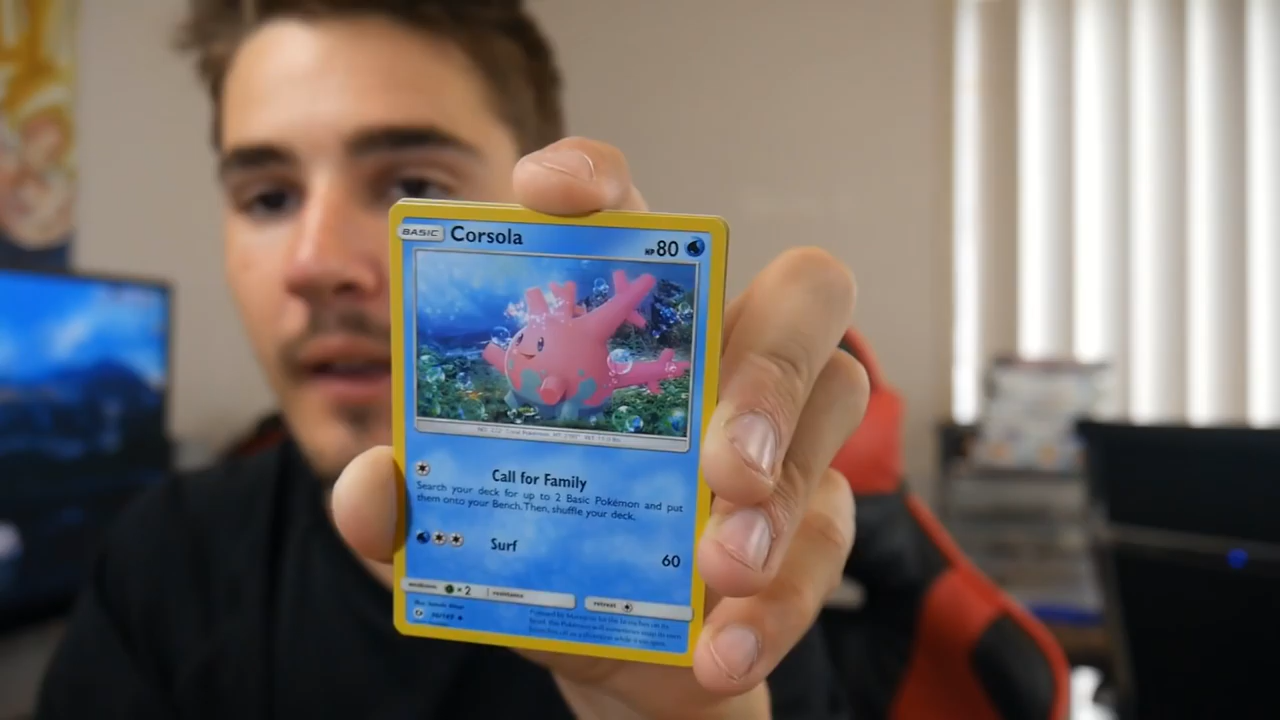 BASIC Corsola HP 80
Call for Family
Search your deck for up to 2 Basic Pokémon and put
them onto your Bench. Then, shuffle your deck.
Surf 60
weakness ×2 resistance retreat